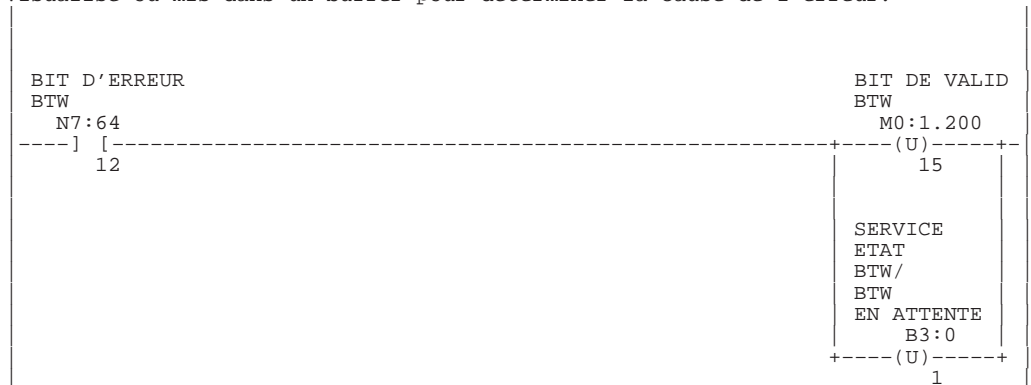 visualisé ou mis dans un buffer pour déterminer la cause de l'erreur.
BIT D'ERREUR BIT DE VALID
BTW BTW
N7:64 M0:1.200
----] [--------------------------------------------------------+----(U)-----+-
12 15
SERVICE
ETAT
BTW/
BTW
EN ATTENTE
B3:0
+----(U)-----+
1